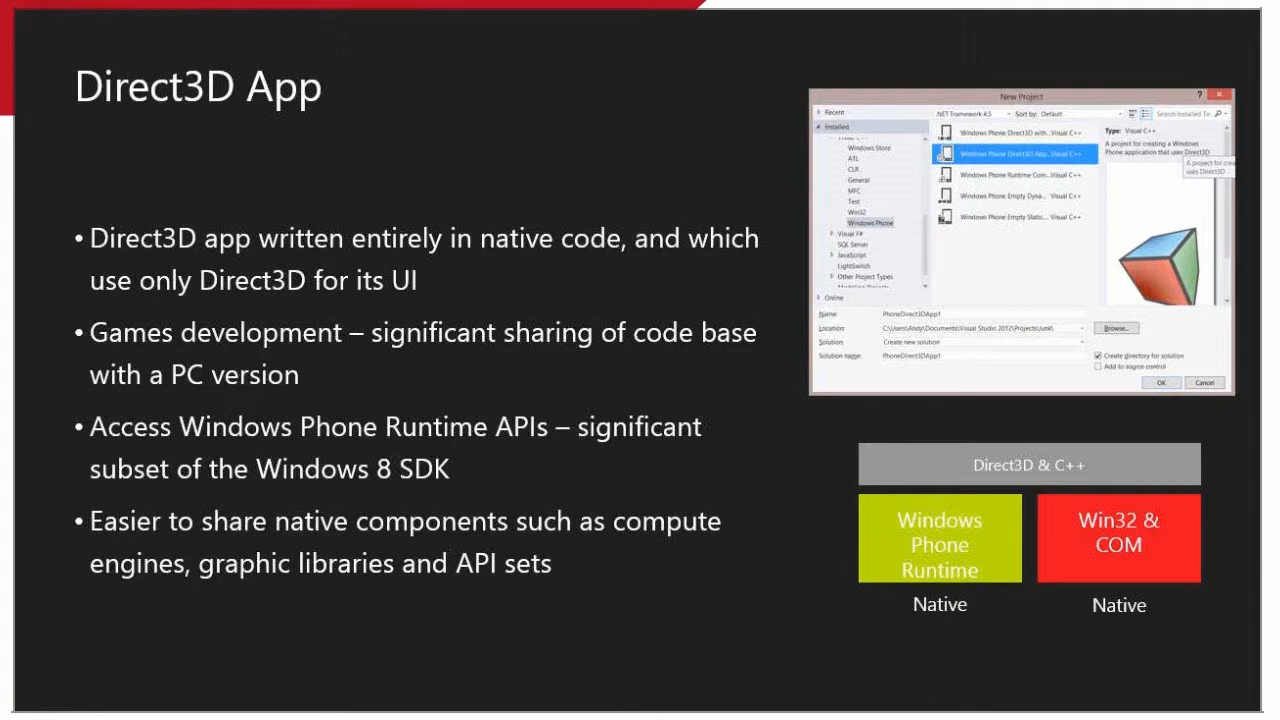 Direct3D App
• Direct3D app written entirely in native code, and which
use only Direct3D for its UI
• Games development – significant sharing of code base
with a PC version
• Access Windows Phone Runtime APIs – significant
subset of the Windows 8 SDK
• Easier to share native components such as compute
engines, graphic libraries and API sets
New Project
Recent
.NET Framework 4.5
Sort by: Default
Search Installed Te
Installed
Windows Store
ATL
CLR
General
MFC
Test
Win32
Windows Phone
Visual F#
SQL Server
JavaScript
LightSwitch
Other Project Types
Modeling Projects
Online
Windows Phone Direct3D with... Visual C++
Windows Phone Direct3D App... Visual C++
Windows Phone Runtime Com... Visual C++
Windows Phone Empty Dyna... Visual C++
Windows Phone Empty Static... Visual C++
Type: Visual C++
A project for creating a Windows
Phone application that uses Direct3D
A project for crea
uses Direct3D
Name: PhoneDirect3DApp1
Location: C:\Users\Andy\Documents\Visual Studio 2012\Projects\Junk\
Browse...
Solution: Create new solution
Solution name: PhoneDirect3DApp1
Create directory for solution
Add to source control
OK
Cancel
Direct3D & C++
Windows
Phone
Runtime
Native
Win32 &
COM
Native